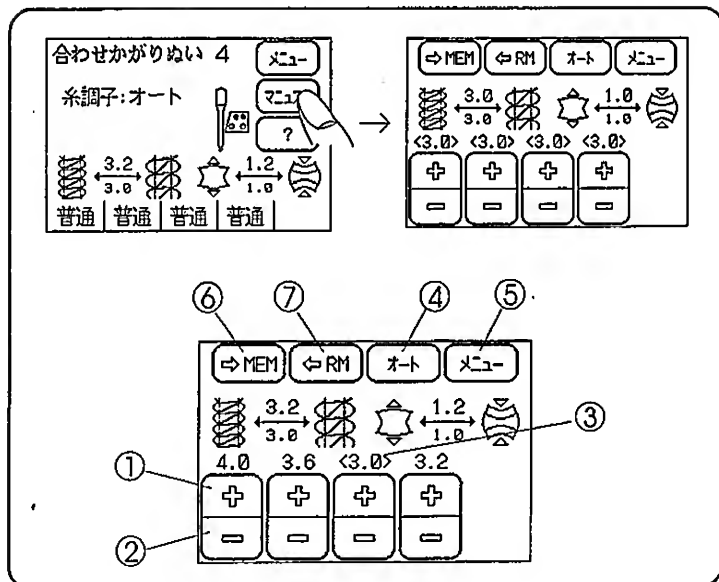 合わせかがりぬい 4 メニュー
糸調子:オート マニュアル
?
3.2 1.2
3.0 1.0
普通 普通 普通 普通
→
⇨MEM ⇦RM オート メニュー
3.0 1.0
3.0 1.0
<3.0> <3.0> <3.0> <3.0>
+ + + +
- - - -
⑥ ⑦ ④ ⑤
⇨MEM ⇦RM オート メニュー
3.2 1.2
3.0 1.0
③
4.0 3.6 <3.0> 3.2
① + + + +
② - - - -